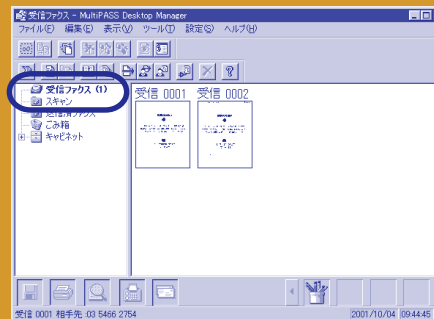 受信ファクス - MultiPASS Desktop Manager
ファイル(F) 編集(E) 表示(V) ツール(T) 設定(S) ヘルプ(H)
受信ファクス (1)
スキャン
送信済ファクス
ごみ箱
キャビネット
受信 0001 受信 0002
受信 0001 相手先 :03 5466 2754
2001/10/04 09:44:45